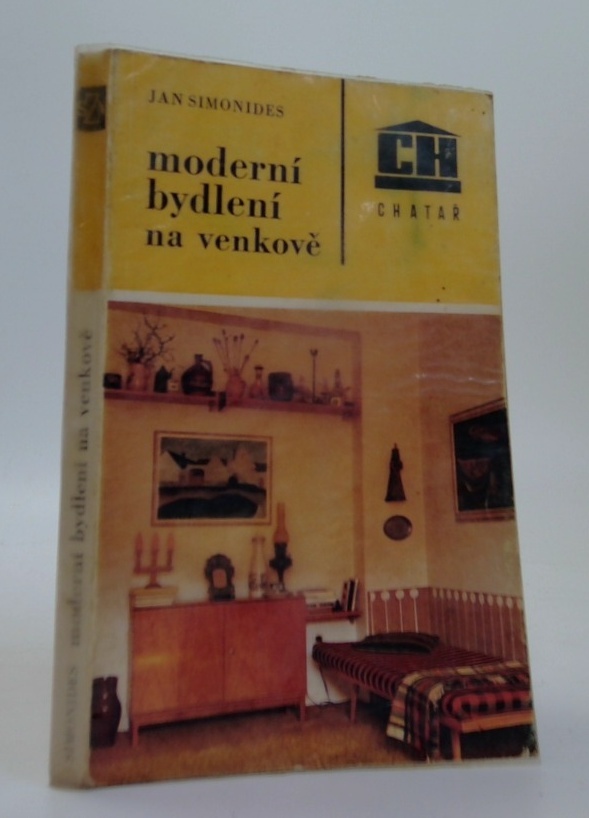 JAN SIMONIDES
moderní
bydlení
na venkově
CH
CHATAŘ
SIMONIDES moderní bydlení na venkově